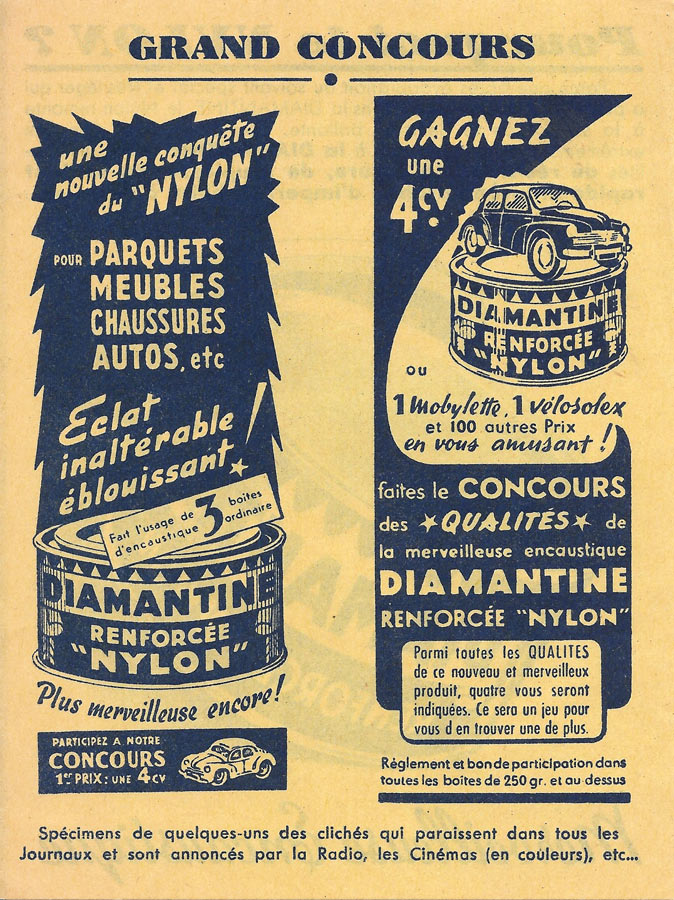 GRAND CONCOURS
une
nouvelle conquête
du "NYLON"
POUR PARQUETS
MEUBLES
CHAUSSURES
AUTOS, etc
Eclat
inaltérable
éblouissant !
Fait l'usage de 3 boîtes
d'encaustique ordinaire
DIAMANTINE
RENFORCÉE
"NYLON"
Plus merveilleuse encore !
PARTICIPEZ A NOTRE
CONCOURS
1er PRIX : UNE 4CV
GAGNEZ
une
4CV.
DIAMANTINE
RENFORCÉE
"NYLON"
ou
1 Mobylette, 1 vélosolex
et 100 autres Prix
en vous amusant !
faites le CONCOURS
des ★QUALITÉS★ de
la merveilleuse encaustique
DIAMANTINE
RENFORCÉE "NYLON"
Parmi toutes les QUALITES
de ce nouveau et merveilleux
produit, quatre vous seront
indiquées. Ce sera un jeu pour
vous d en trouver une de plus.
Règlement et bon de participation dans
toutes les boîtes de 250 gr. et au-dessus
Spécimens de quelques-uns des clichés qui paraissent dans tous les
Journaux et sont annoncés par la Radio, les Cinémas (en couleurs), etc...